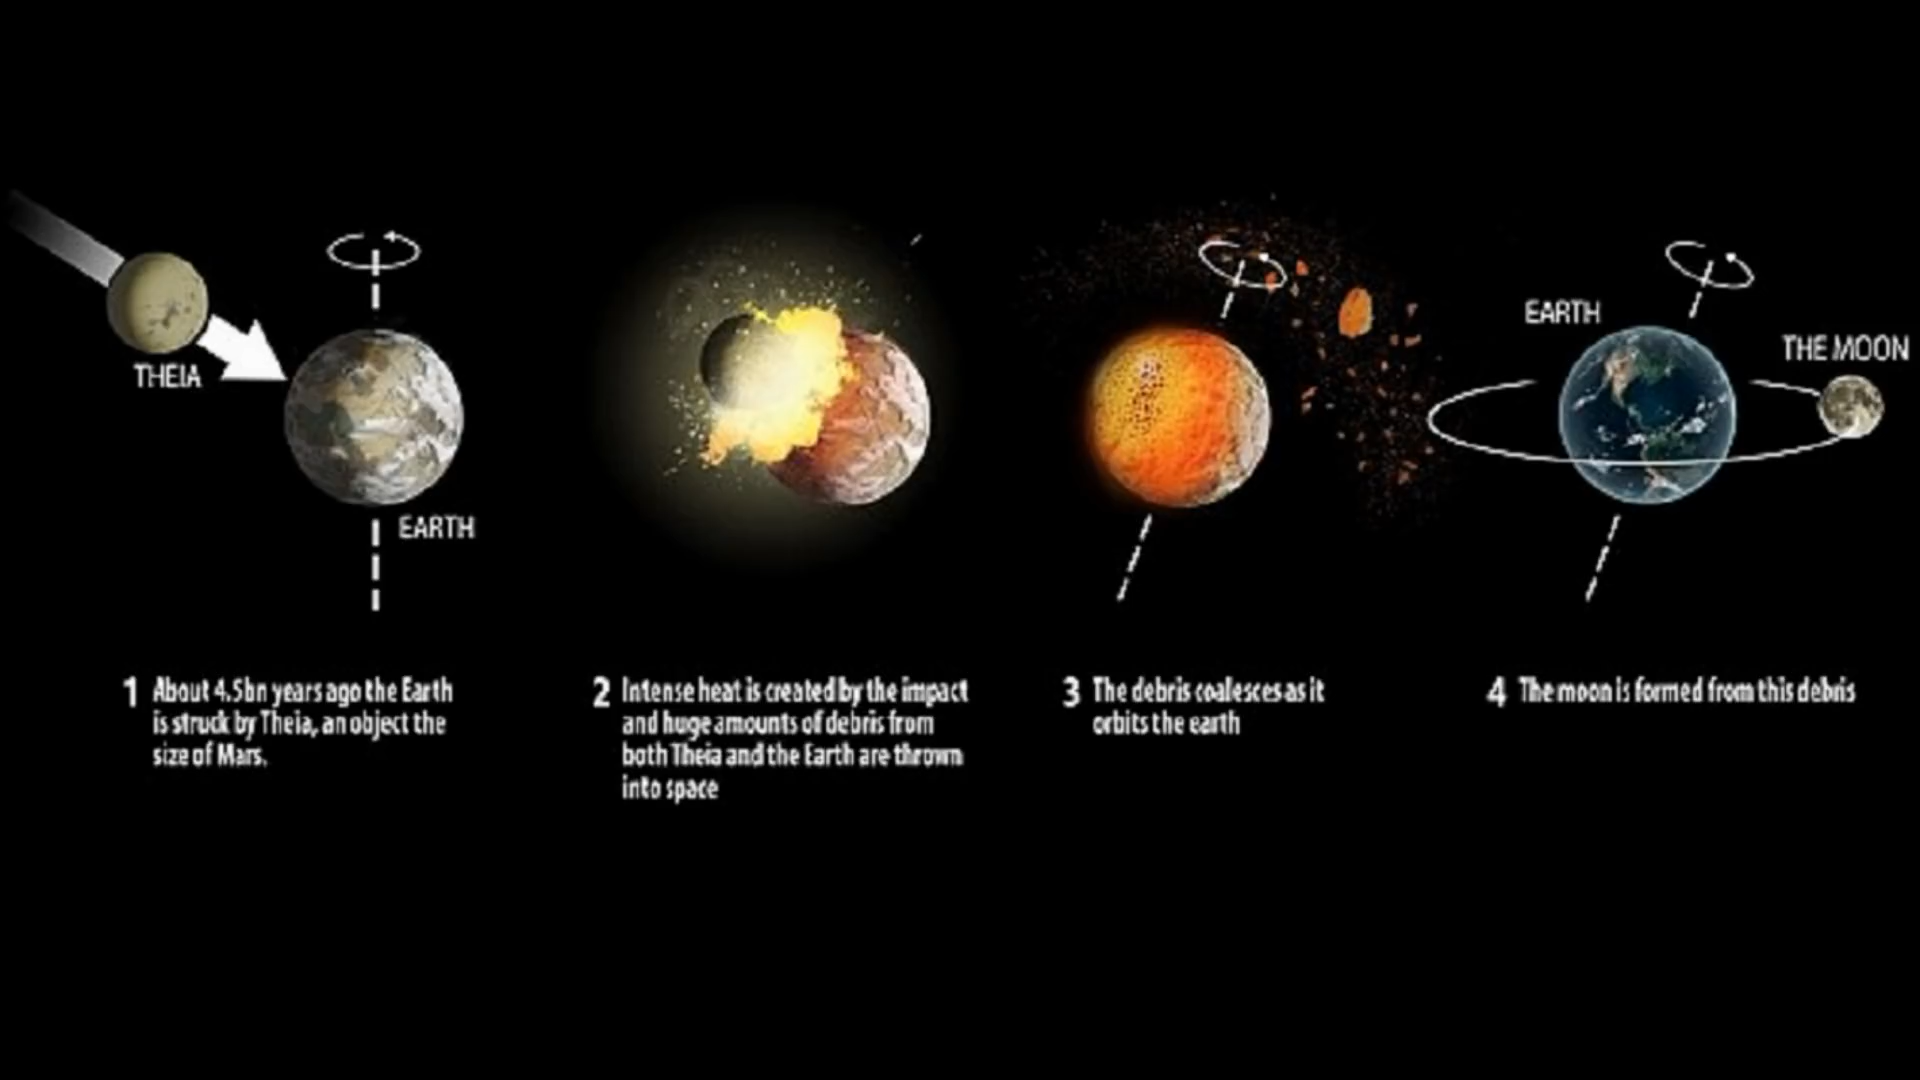 THEIA
EARTH
EARTH
THE MOON
1 About 4.5bn years ago the Earth
is struck by Theia, an object the
size of Mars.
2 Intense heat is created by the impact
and huge amounts of debris from
both Theia and the Earth are thrown
into space
3 The debris coalesces as it
orbits the earth
4 The moon is formed from this debris